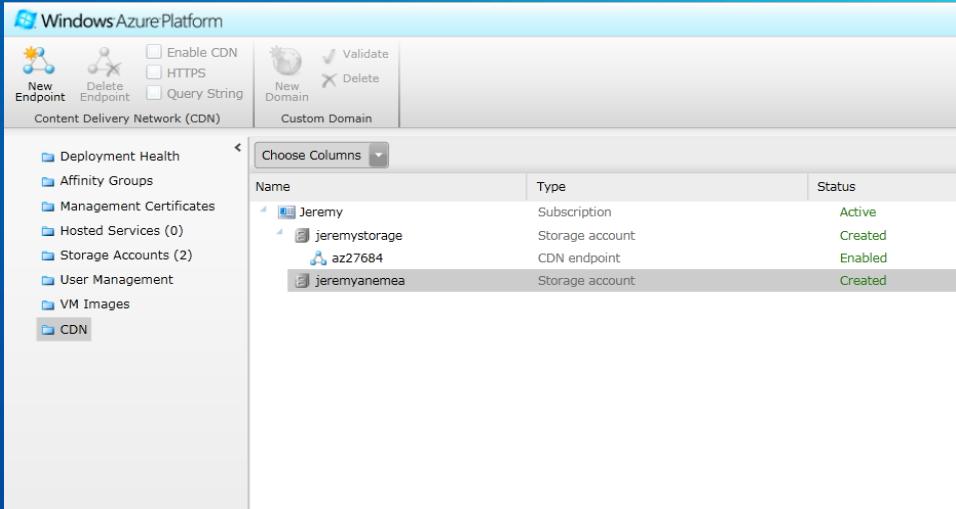 Windows Azure Platform
New Endpoint
Delete Endpoint
Enable CDN
HTTPS
Query String
Content Delivery Network (CDN)
New Domain
Validate
Delete
Custom Domain
<
Deployment Health
Affinity Groups
Management Certificates
Hosted Services (0)
Storage Accounts (2)
User Management
VM Images
CDN
Choose Columns
Name Type Status
Jeremy Subscription Active
jeremystorage Storage account Created
az27684 CDN endpoint Enabled
jeremyanemea Storage account Created